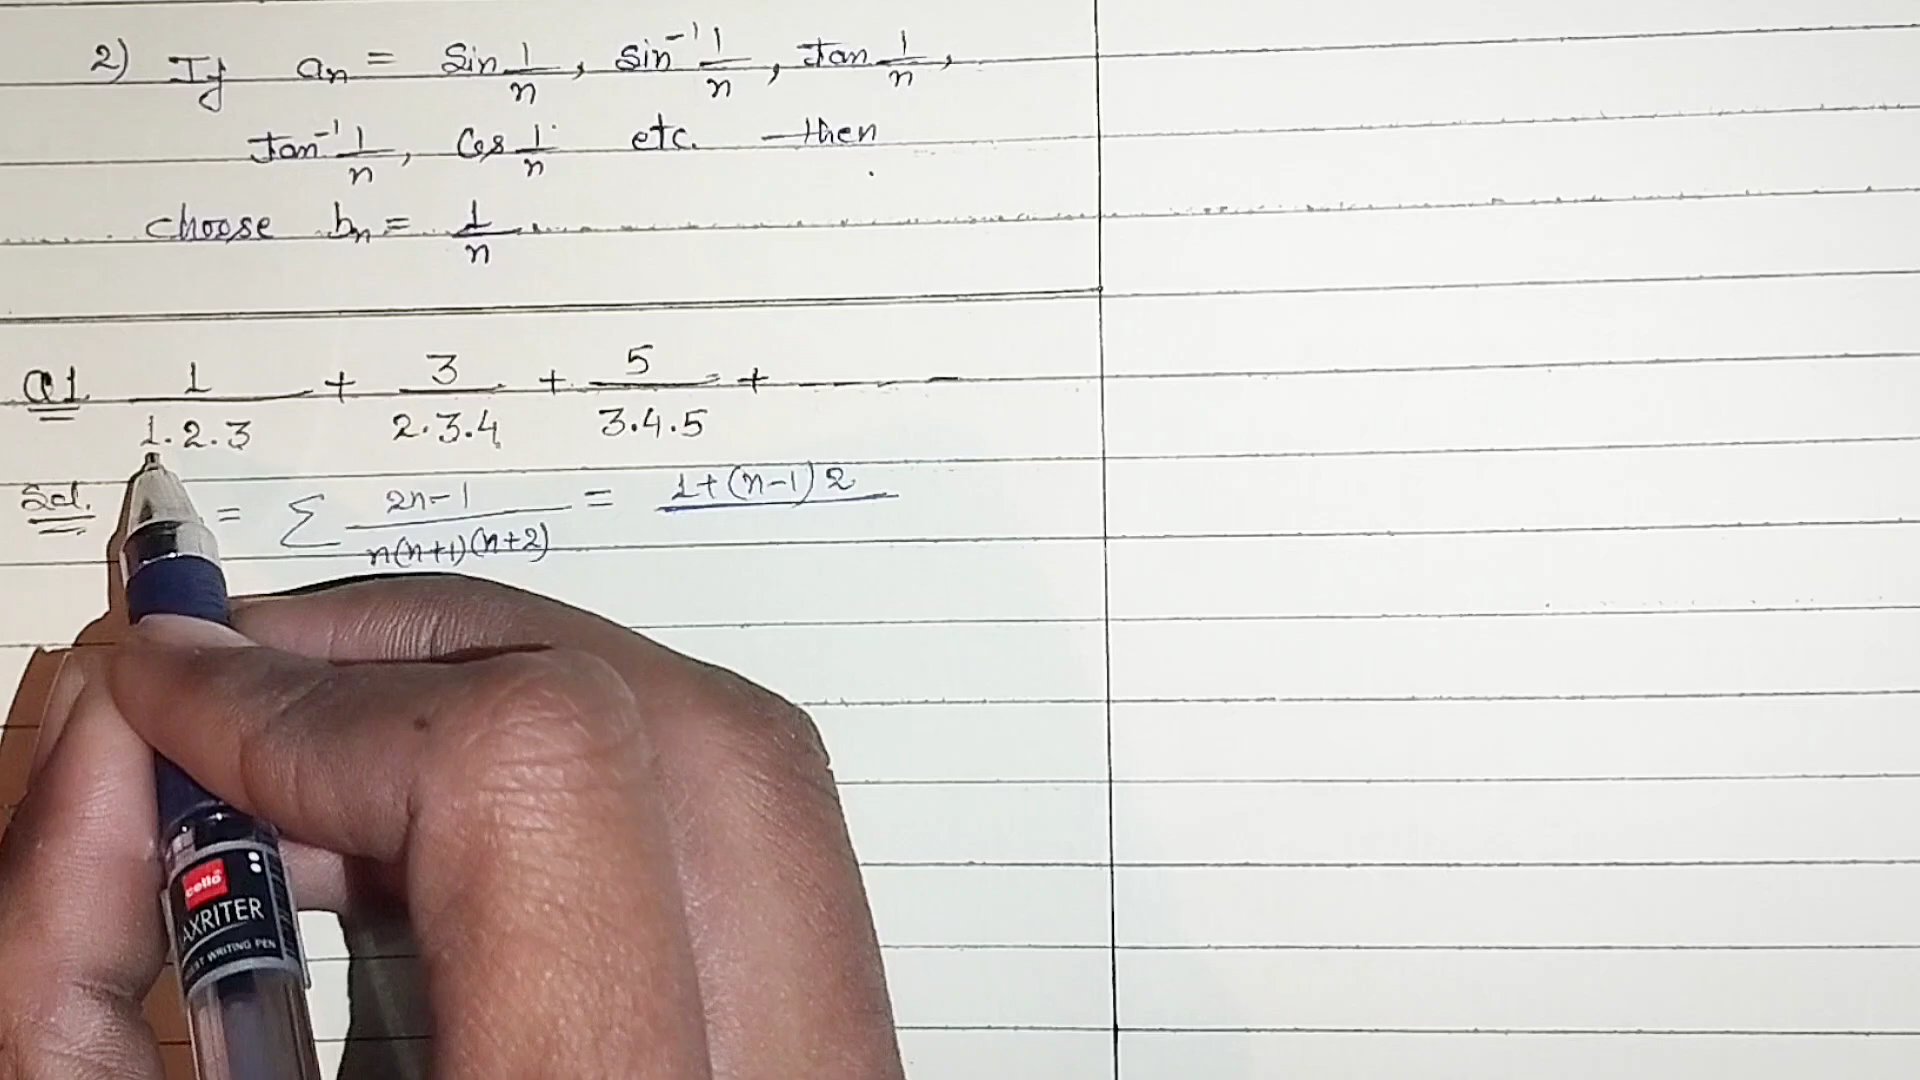 2) If an = Sin 1/n, sin⁻¹ 1/n, Tan 1/n,
Tan⁻¹ 1/n, Cos 1/n etc. then
choose bn = 1/n
Q1 1/1.2.3 + 3/2.3.4 + 5/3.4.5 + ------
Sol. = Σ 2n-1/n(n+1)(n+2) = 1+(n-1)2
cello
AXRITER
WRITING PEN